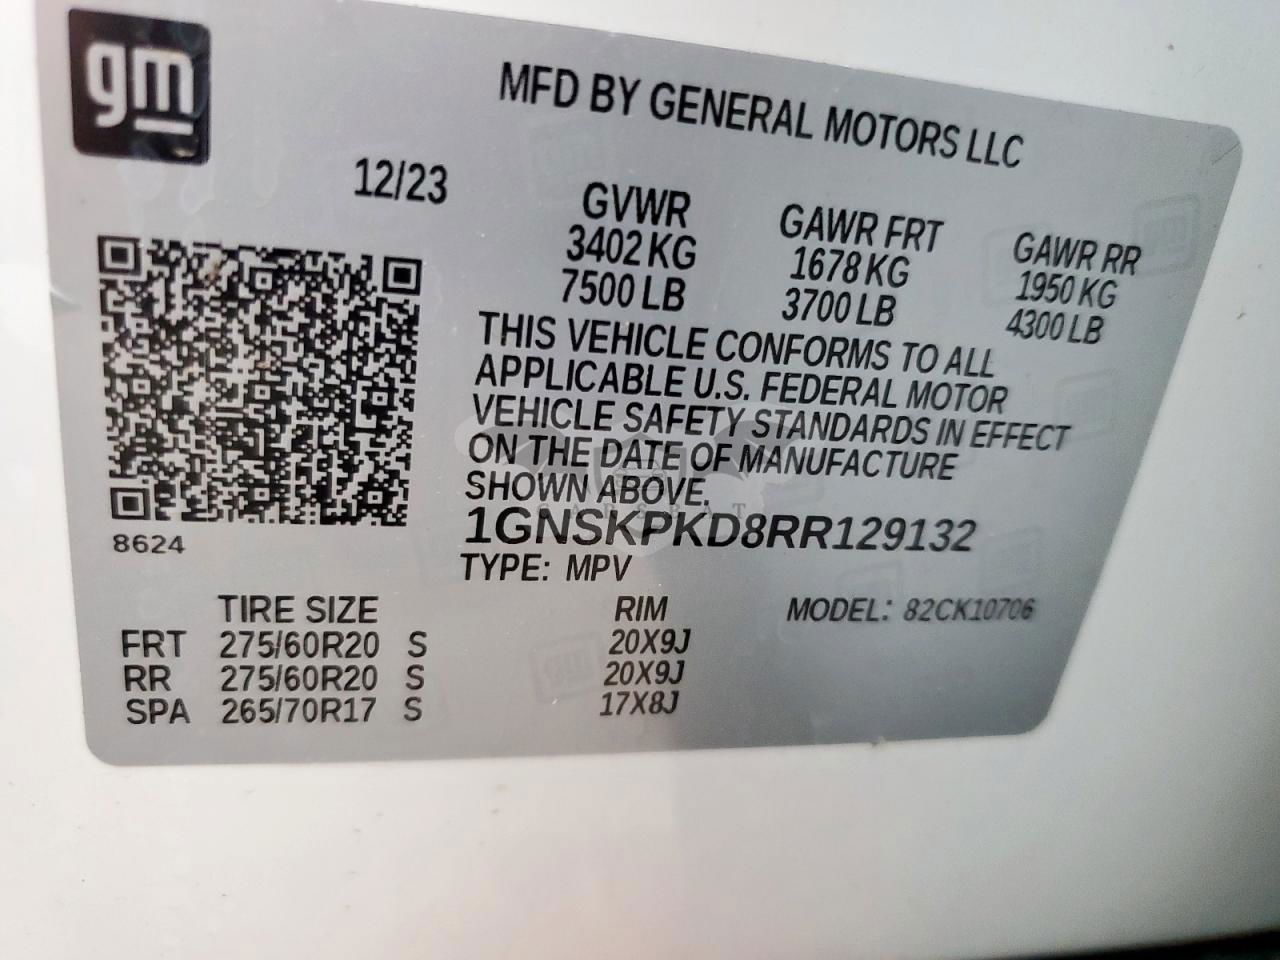 gm
MFD BY GENERAL MOTORS LLC
12/23
GVWR GAWR FRT GAWR RR
3402 KG 1678 KG 1950 KG
7500 LB 3700 LB 4300 LB
THIS VEHICLE CONFORMS TO ALL
APPLICABLE U.S. FEDERAL MOTOR
VEHICLE SAFETY STANDARDS IN EFFECT
ON THE DATE OF MANUFACTURE
SHOWN ABOVE.
1GNSKPKD8RR129132
8624
TYPE: MPV
TIRE SIZE RIM MODEL: 82CK10706
FRT 275/60R20 S 20X9J
RR 275/60R20 S 20X9J
SPA 265/70R17 S 17X8J